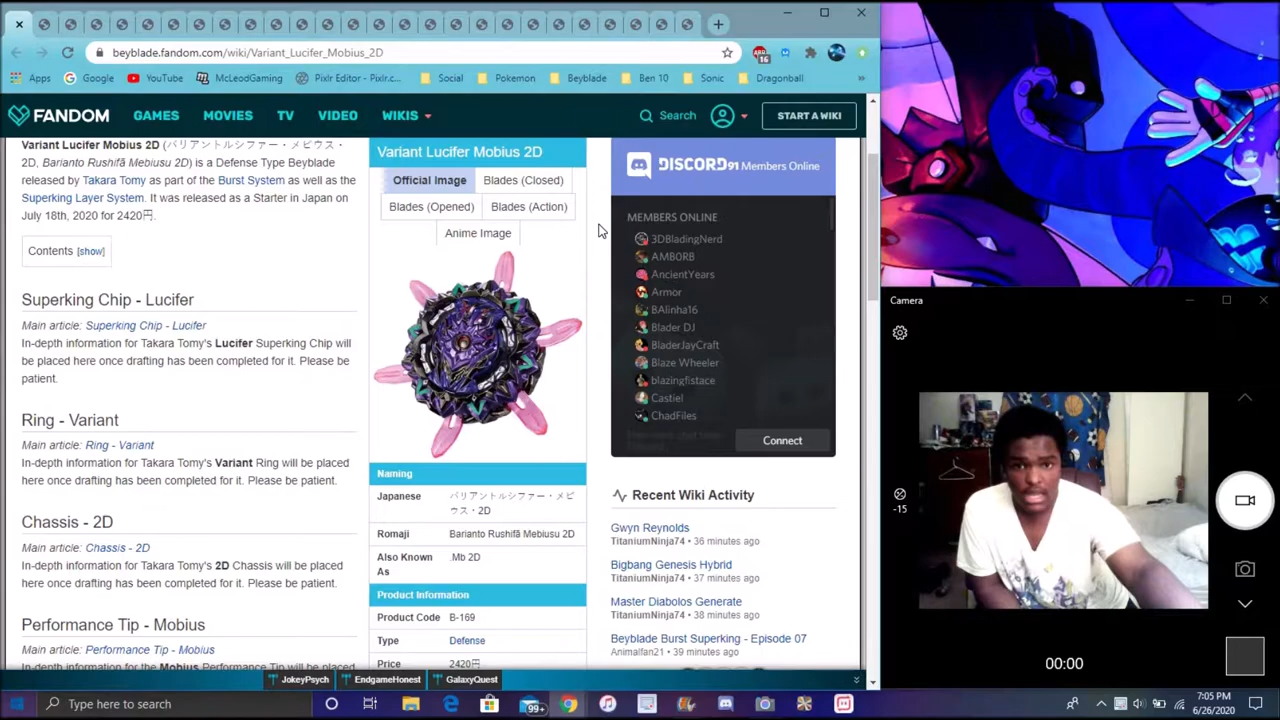 beyblade.fandom.com/wiki/Variant_Lucifer_Mobius_2D
Apps
Google
YouTube
McLeodGaming
Pixlr Editor - Pixlr.c...
Social
Pokemon
Beyblade
Ben 10
Sonic
Dragonball
»
16
FANDOM
GAMES
MOVIES
TV
VIDEO
WIKIS
Search
START A WIKI
Variant Lucifer Mobius 2D (バリアントルシファー・メビウス・
2D, Barianto Rushifā Mebiusu 2D) is a Defense Type Beyblade
released by Takara Tomy as part of the Burst System as well as the
Superking Layer System. It was released as a Starter in Japan on
July 18th, 2020 for 2420円.
Contents [show]
Superking Chip - Lucifer
Main article: Superking Chip - Lucifer
In-depth information for Takara Tomy's Lucifer Superking Chip will
be placed here once drafting has been completed for it. Please be
patient.
Ring - Variant
Main article: Ring - Variant
In-depth information for Takara Tomy's Variant Ring will be placed
here once drafting has been completed for it. Please be patient.
Chassis - 2D
Main article: Chassis - 2D
In-depth information for Takara Tomy's 2D Chassis will be placed
here once drafting has been completed for it. Please be patient.
Performance Tip - Mobius
Main article: Performance Tip - Mobius
In-depth information for the Mobius Performance Tip will be placed
Variant Lucifer Mobius 2D
Official Image
Blades (Closed)
Blades (Opened)
Blades (Action)
Anime Image
Naming
Japanese
バリアントルシファー・メビ
ウス・2D
Romaji
Barianto Rushifā Mebiusu 2D
Also Known
As
.Mb 2D
Product Information
Product Code
B-169
Type
Defense
Price
2420円
DISCORD
91 Members Online
MEMBERS ONLINE
3DBladingNerd
AMB0RB
AncientYears
Armor
BAlinha16
Blader DJ
BladerJayCraft
Blaze Wheeler
blazingfistace
Castiel
ChadFiles
Connect
Recent Wiki Activity
Gwyn Reynolds
TitaniumNinja74 • 36 minutes ago
Bigbang Genesis Hybrid
TitaniumNinja74 • 37 minutes ago
Master Diabolos Generate
TitaniumNinja74 • 38 minutes ago
Beyblade Burst Superking - Episode 07
Animalfan21 • 39 minutes ago
JokeyPsych
EndgameHonest
GalaxyQuest
Camera
-15
00:00
Type here to search
99+
7:05 PM
6/26/2020